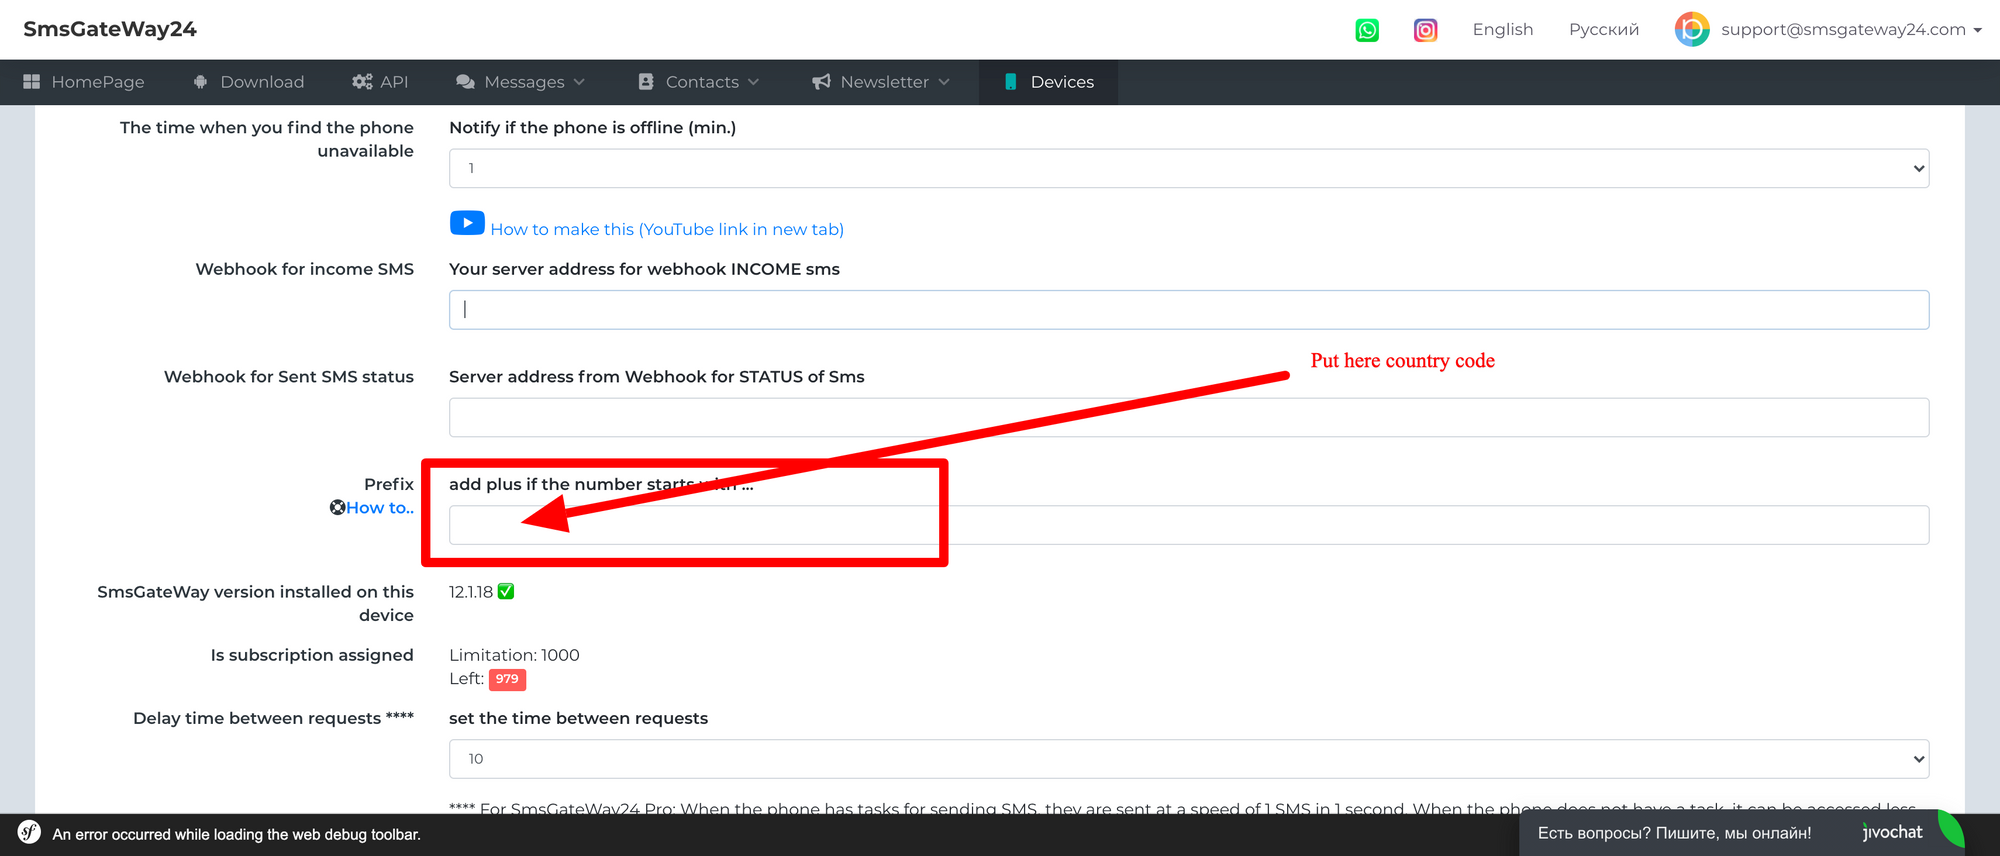 SmsGateWay24
English
Русский
support@smsgateway24.com
HomePage
Download
API
Messages
Contacts
Newsletter
Devices
The time when you find the phone
unavailable
Notify if the phone is offline (min.)
1
How to make this (YouTube link in new tab)
Webhook for income SMS
Your server address for webhook INCOME sms
Put here country code
Webhook for Sent SMS status
Server address from Webhook for STATUS of Sms
Prefix
How to..
add plus if the number starts with ...
SmsGateWay version installed on this
device
12.1.18
Is subscription assigned
Limitation: 1000
Left: 979
Delay time between requests ****
set the time between requests
10
**** For SmsGateWay24 Pro: When the phone has tasks for sending SMS, they are sent at a speed of 1 SMS in 1 second. When the phone does not have a task, it can be accessed less
sf
An error occurred while loading the web debug toolbar.
Есть вопросы? Пишите, мы онлайн!
jivochat